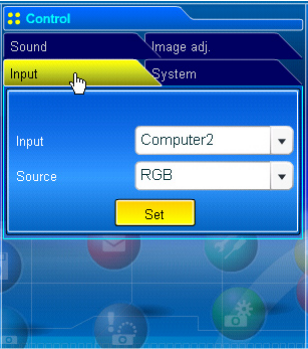 Control
Sound Image adj.
Input System
Input Computer2
Source RGB
Set